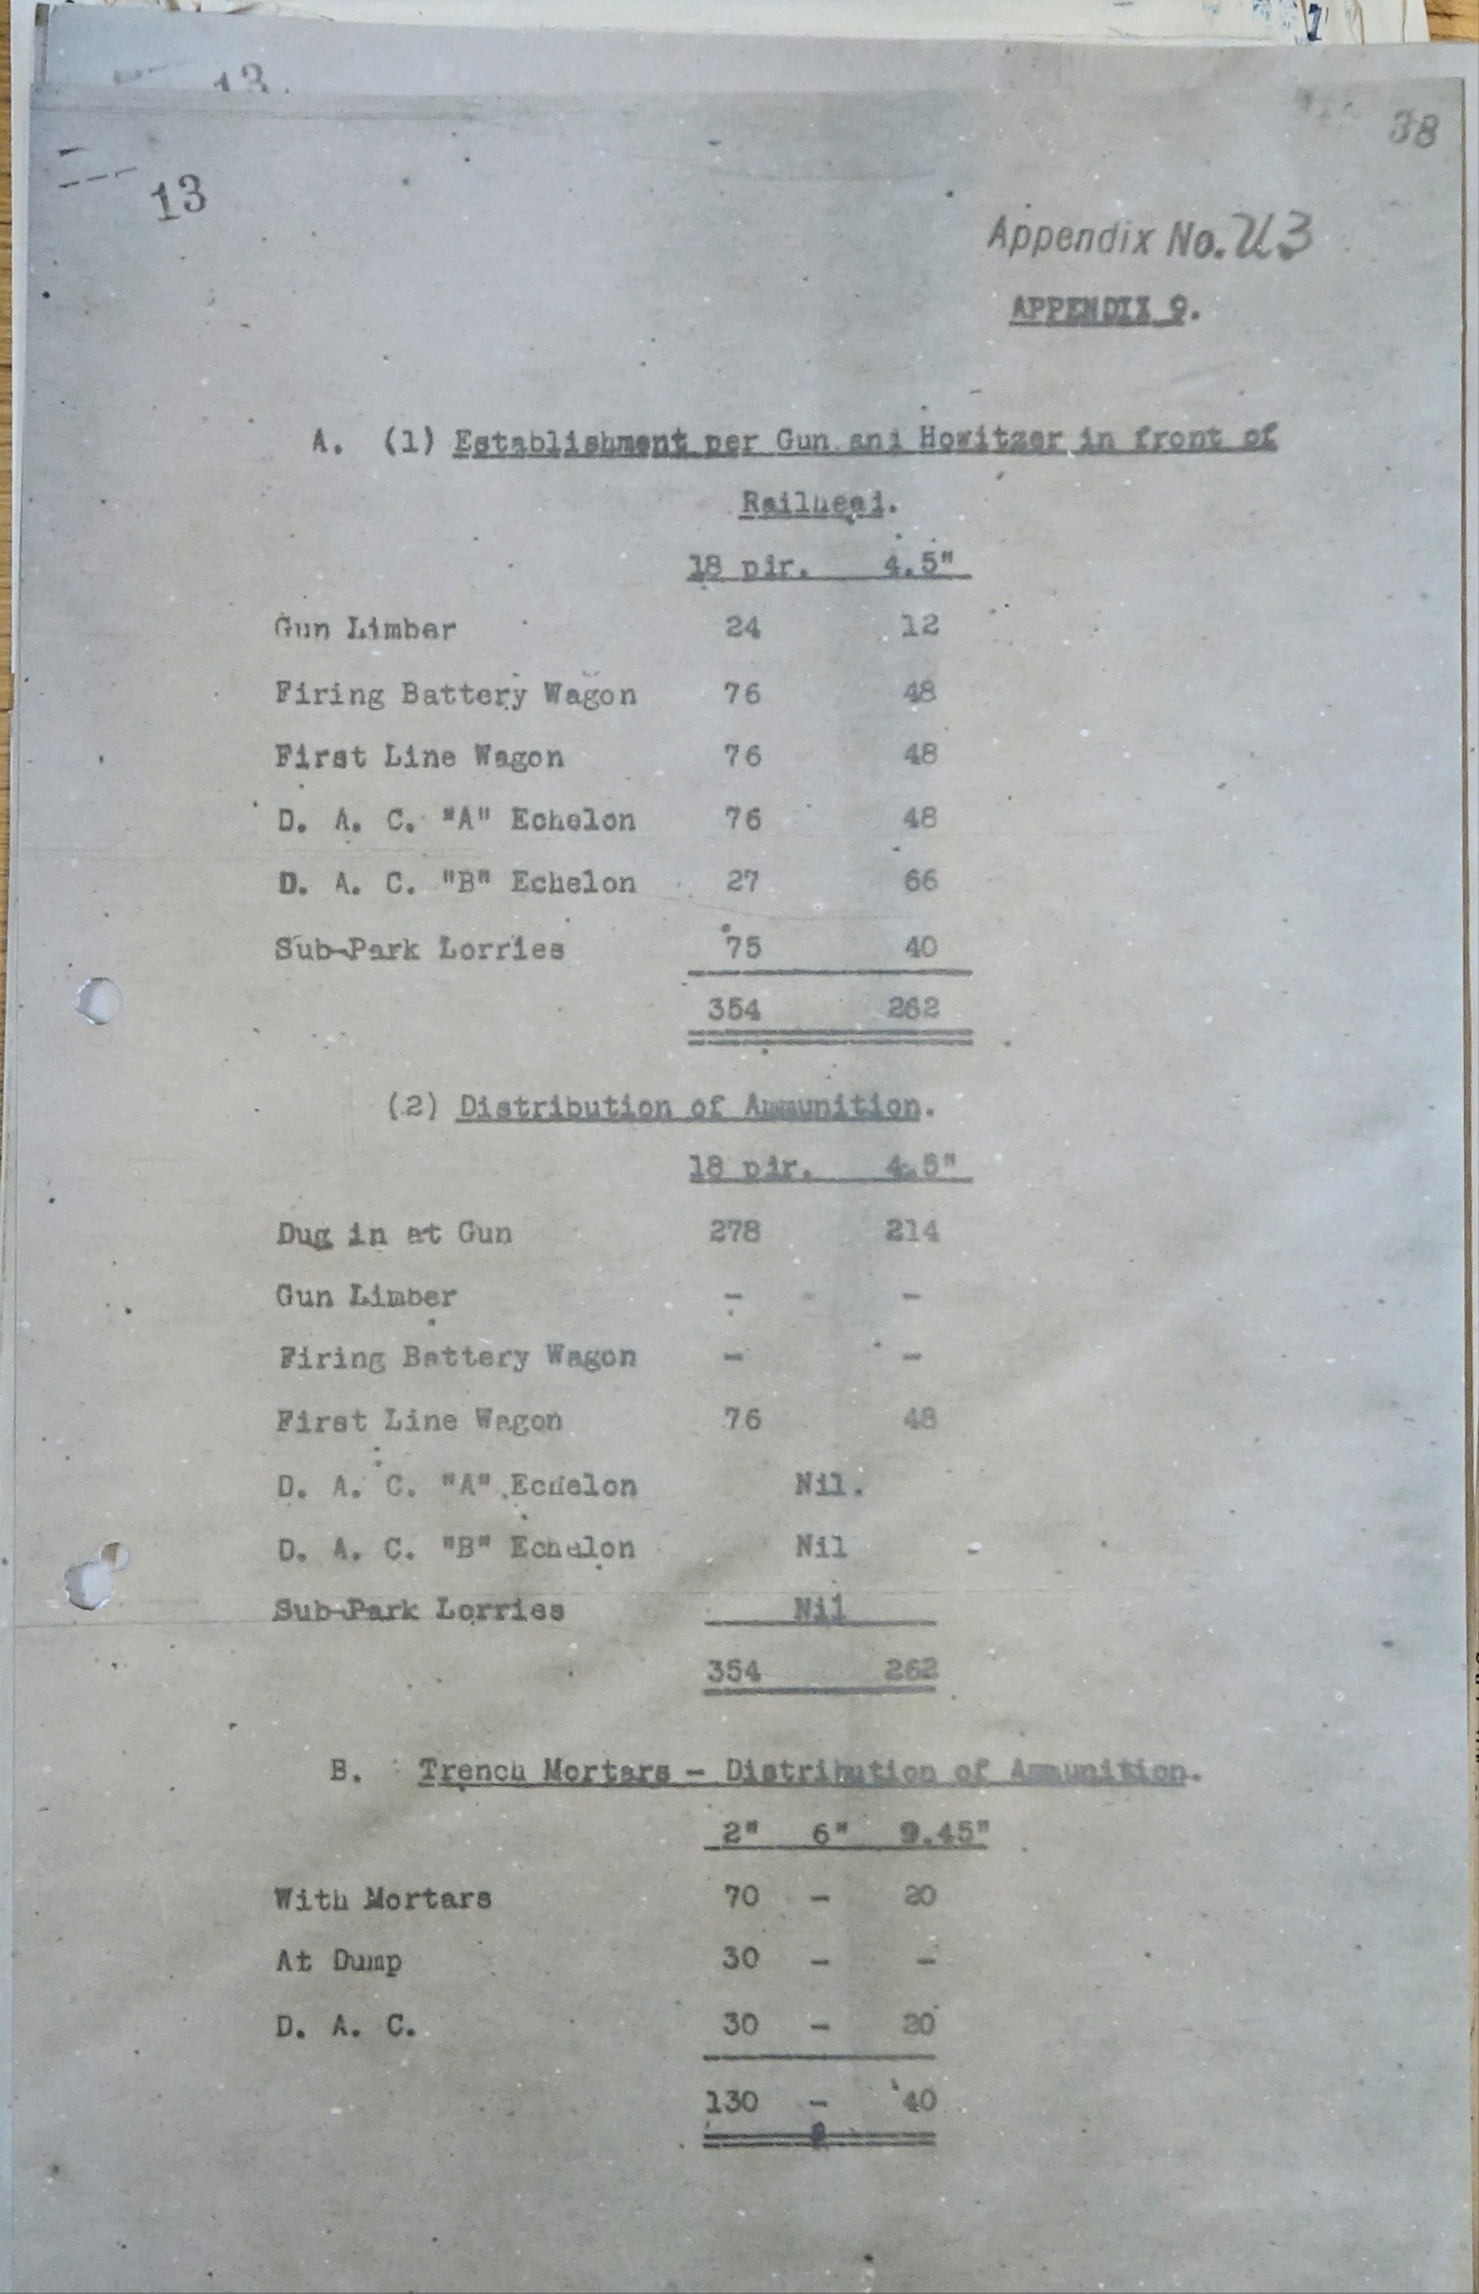 13.
38
13
Appendix No. U3
APPENDIX 9.
A. (1) Establishment per Gun and Howitzer in front of
Railhead.
18 pdr. 4.5"
Gun Limber 24 12
Firing Battery Wagon 76 48
First Line Wagon 76 48
D. A. C. "A" Echelon 76 48
D. A. C. "B" Echelon 27 66
Sub-Park Lorries 75 40
354 262
(2) Distribution of Ammunition.
18 pdr. 4.5"
Dug in at Gun 278 214
Gun Limber - -
Firing Battery Wagon - -
First Line Wagon 76 48
D. A. C. "A" Echelon Nil.
D. A. C. "B" Echelon Nil
Sub-Park Lorries Nil
354 262
B. Trench Mortars - Distribution of Ammunition.
2" 6" 9.45"
With Mortars 70 - 20
At Dump 30 - -
D. A. C. 30 - 20
130 - 40